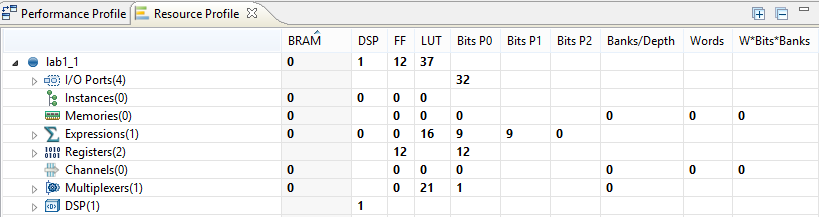 Performance Profile Resource Profile
BRAM DSP FF LUT Bits P0 Bits P1 Bits P2 Banks/Depth Words W*Bits*Banks
lab1_1 0 1 12 37
I/O Ports(4) 32
Instances(0) 0 0 0 0
Memories(0) 0 0 0 0 0 0 0
Expressions(1) 0 0 0 16 9 9 0
Registers(2) 12 12
Channels(0) 0 0 0 0 0 0 0
Multiplexers(1) 0 0 21 1 0
DSP(1) 1